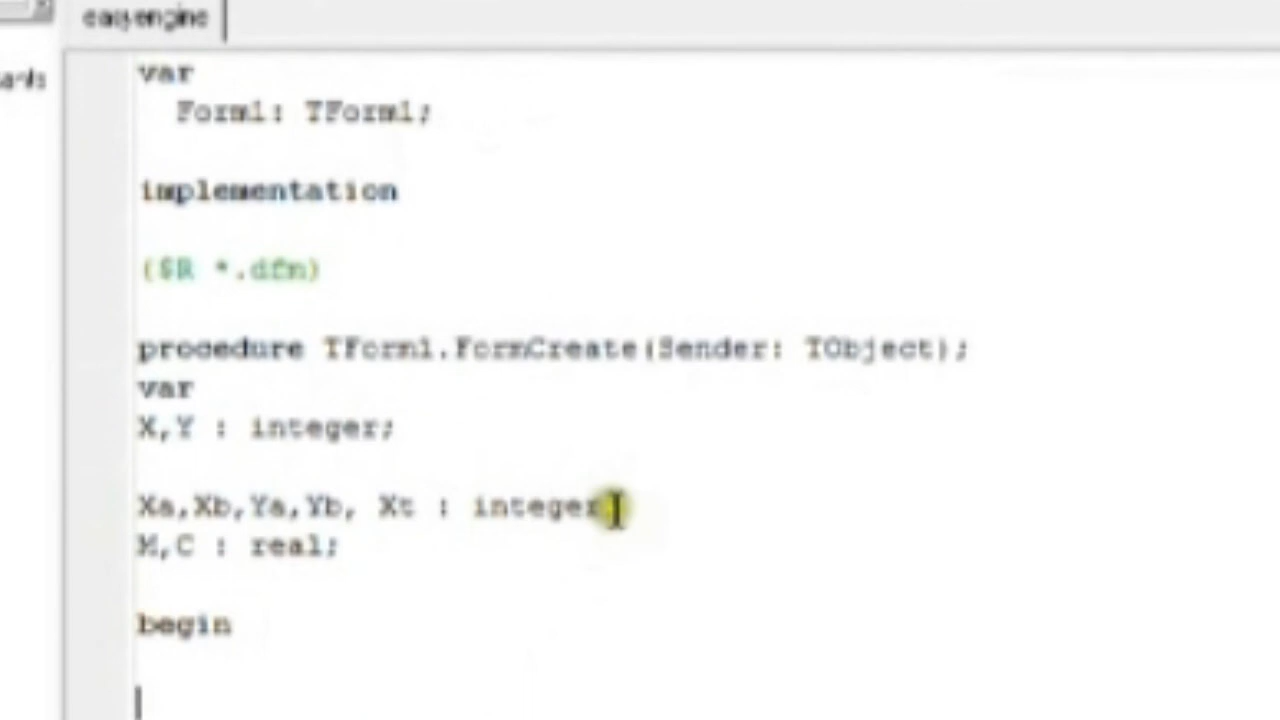 easyengine
var
Form1: TForm1;
implementation
{$R *.dfm}
procedure TForm1.FormCreate(Sender: TObject);
var
X,Y : integer;
Xa,Xb,Ya,Yb, Xt : integer
M,C : real;
begin